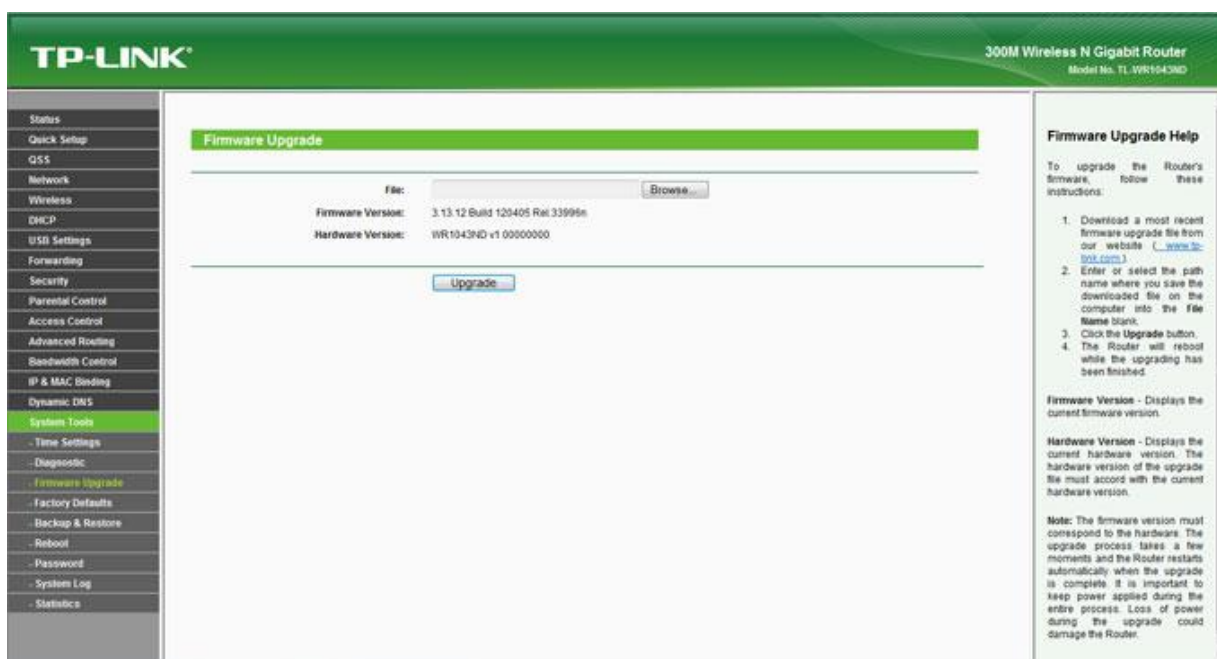 TP-LINK®
300M Wireless N Gigabit Router
Model No. TL-WR1043ND
Status
Quick Setup
QSS
Network
Wireless
DHCP
USB Settings
Forwarding
Security
Parental Control
Access Control
Advanced Routing
Bandwidth Control
IP & MAC Binding
Dynamic DNS
System Tools
- Time Settings
- Diagnostic
- Firmware Upgrade
- Factory Defaults
- Backup & Restore
- Reboot
- Password
- System Log
- Statistics
Firmware Upgrade
File:
Browse...
Firmware Version: 3.13.12 Build 120405 Rel.33996n
Hardware Version: WR1043ND v1 00000000
Upgrade
Firmware Upgrade Help
To upgrade the Router's
firmware, follow these
instructions:
1. Download a most recent
firmware upgrade file from
our website ( www.tp-
link.com ).
2. Enter or select the path
name where you save the
downloaded file on the
computer into the File
Name blank.
3. Click the Upgrade button.
4. The Router will reboot
while the upgrading has
been finished.
Firmware Version - Displays the
current firmware version.
Hardware Version - Displays the
current hardware version. The
hardware version of the upgrade
file must accord with the current
hardware version.
Note: The firmware version must
correspond to the hardware. The
upgrade process takes a few
moments and the Router restarts
automatically when the upgrade
is complete. It is important to
keep power applied during the
entire process. Loss of power
during the upgrade could
damage the Router.